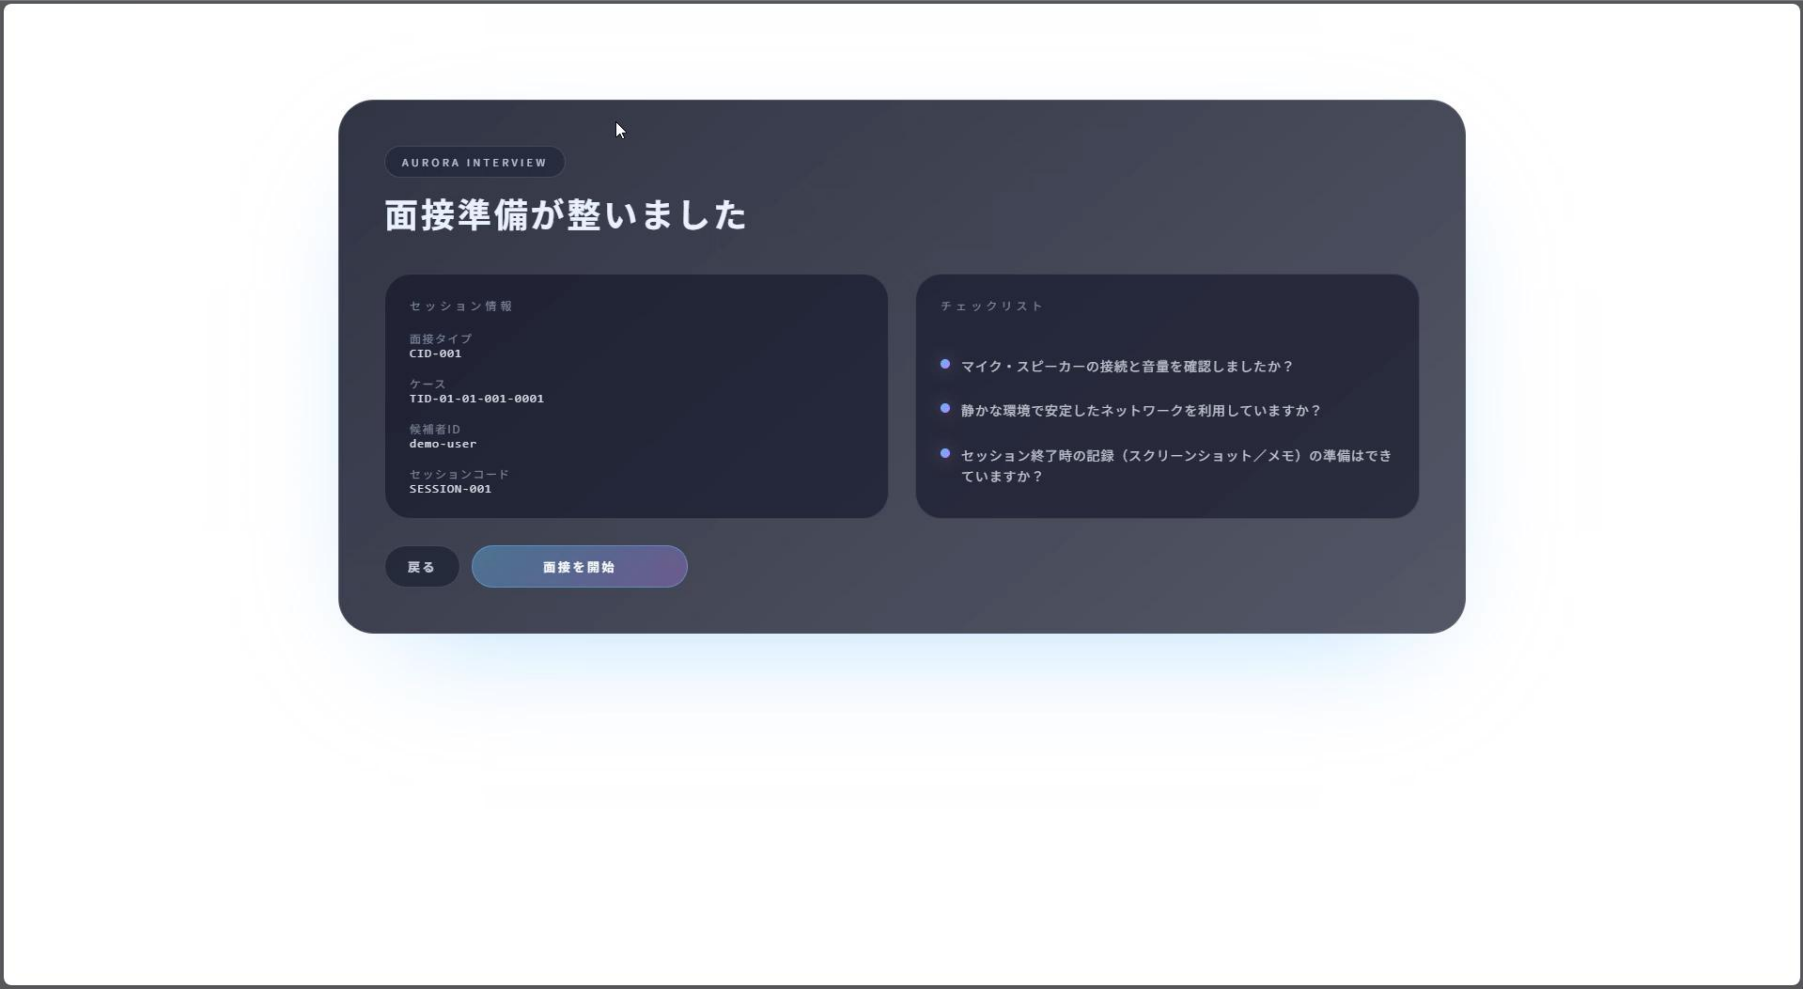 AURORA INTERVIEW
面接準備が整いました
セッション情報
面接タイプ
CID-001
ケース
TID-01-01-001-0001
候補者ID
demo-user
セッションコード
SESSION-001
チェックリスト
マイク・スピーカーの接続と音量を確認しましたか？
静かな環境で安定したネットワークを利用していますか？
セッション終了時の記録（スクリーンショット／メモ）の準備はでき
ていますか？
戻る
面接を開始